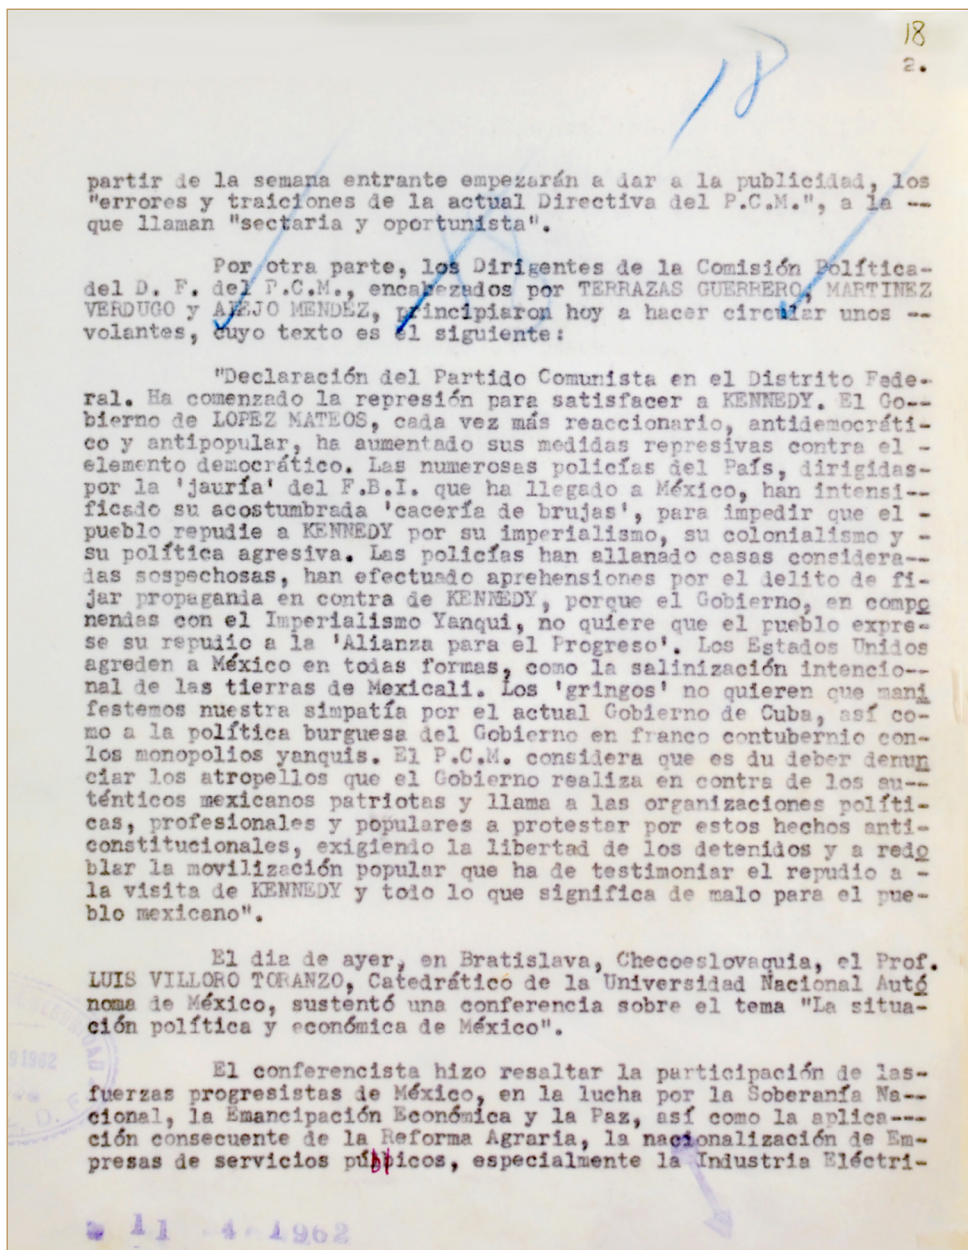 18
2.
18
partir de la semana entrante empezarán a dar a la publicidad, los
"errores y traiciones de la actual Directiva del P.C.M.", a la --
que llaman "sectaria y oportunista".
Por otra parte, los Dirigentes de la Comisión Política-
del D. F. del P.C.M., encabezados por TERRAZAS GUERRERO, MARTINEZ
VERDUGO y ALEJO MENDEZ, principiaron hoy a hacer circular unos --
volantes, cuyo texto es el siguiente:
"Declaración del Partido Comunista en el Distrito Fede-
ral. Ha comenzado la represión para satisfacer a KENNEDY. El Go--
bierno de LOPEZ MATEOS, cada vez más reaccionario, antidemocráti-
co y antipopular, ha aumentado sus medidas represivas contra el -
elemento democrático. Las numerosas policías del País, dirigidas-
por la 'jauría' del F.B.I. que ha llegado a México, han intensi--
ficado su acostumbrada 'cacería de brujas', para impedir que el -
pueblo repudie a KENNEDY por su imperialismo, su colonialismo y -
su política agresiva. Las policías han allanado casas considera--
das sospechosas, han efectuado aprehensiones por el delito de fi-
jar propaganda en contra de KENNEDY, porque el Gobierno, en compo
nendas con el Imperialismo Yanqui, no quiere que el pueblo expre-
se su repudio a la 'Alianza para el Progreso'. Los Estados Unidos
agreden a México en todas formas, como la salinización intencio--
nal de las tierras de Mexicali. Los 'gringos' no quieren que mani
festemos nuestra simpatía por el actual Gobierno de Cuba, así co-
mo a la política burguesa del Gobierno en franco contubernio con-
los monopolios yanquis. El P.C.M. considera que es du deber denun
ciar los atropellos que el Gobierno realiza en contra de los au--
ténticos mexicanos patriotas y llama a las organizaciones políti-
cas, profesionales y populares a protestar por estos hechos anti-
constitucionales, exigiendo la libertad de los detenidos y a redo
blar la movilización popular que ha de testimoniar el repudio a -
la visita de KENNEDY y todo lo que significa de malo para el pue-
blo mexicano".
El día de ayer, en Bratislava, Checoeslovaquia, el Prof.
LUIS VILLORO TORANZO, Catedrático de la Universidad Nacional Autó
noma de México, sustentó una conferencia sobre el tema "La situa-
ción política y económica de México".
El conferencista hizo resaltar la participación de las-
fuerzas progresistas de México, en la lucha por la Soberanía Na--
cional, la Emancipación Económica y la Paz, así como la aplica---
ción consecuente de la Reforma Agraria, la nacionalización de Em-
presas de servicios públicos, especialmente la Industria Eléctri-
11 4 1962